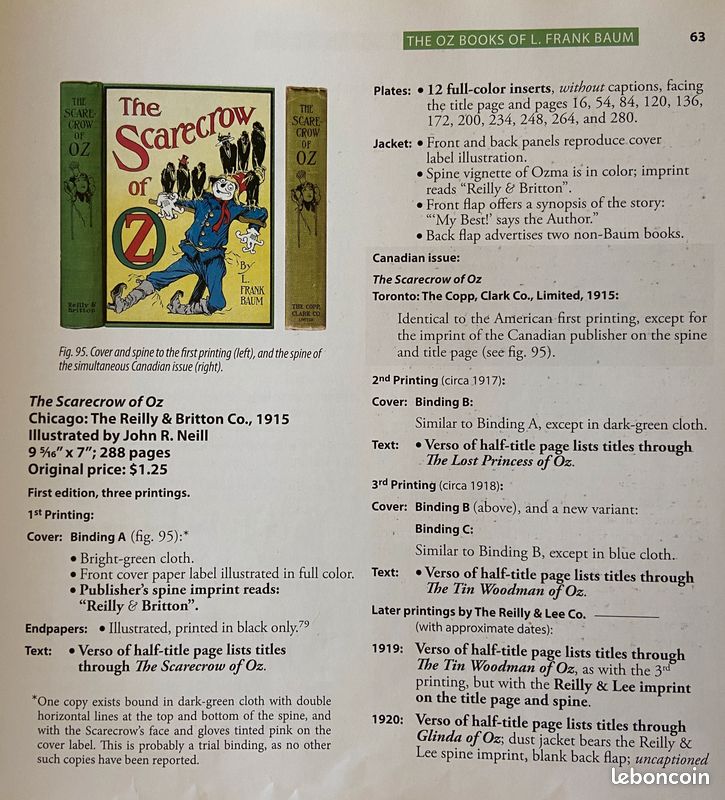 THE OZ BOOKS OF L. FRANK BAUM
63
THE
SCARE-
CROW
OF
OZ
Reilly &
Britton
The
Scarecrow
of
OZ
By
L.
FRANK
BAUM
THE
SCARE-
CROW
OF
OZ
THE COPP,
CLARK CO.
LIMITED
Fig. 95. Cover and spine to the first printing (left), and the spine of
the simultaneous Canadian issue (right).
The Scarecrow of Oz
Chicago: The Reilly & Britton Co., 1915
Illustrated by John R. Neill
9 5⁄16″ x 7″; 288 pages
Original price: $1.25
First edition, three printings.
1st Printing:
Cover: Binding A (fig. 95):*
• Bright-green cloth.
• Front cover paper label illustrated in full color.
• Publisher's spine imprint reads:
“Reilly & Britton”.
Endpapers: • Illustrated, printed in black only.79
Text: • Verso of half-title page lists titles
through The Scarecrow of Oz.
*One copy exists bound in dark-green cloth with double
horizontal lines at the top and bottom of the spine, and
with the Scarecrow's face and gloves tinted pink on the
cover label. This is probably a trial binding, as no other
such copies have been reported.
Plates: • 12 full-color inserts, without captions, facing
the title page and pages 16, 54, 84, 120, 136,
172, 200, 234, 248, 264, and 280.
Jacket: • Front and back panels reproduce cover
label illustration.
• Spine vignette of Ozma is in color; imprint
reads “Reilly & Britton”.
• Front flap offers a synopsis of the story:
“‘My Best!’ says the Author.”
• Back flap advertises two non-Baum books.
Canadian issue:
The Scarecrow of Oz
Toronto: The Copp, Clark Co., Limited, 1915:
Identical to the American first printing, except for
the imprint of the Canadian publisher on the spine
and title page (see fig. 95).
2nd Printing (circa 1917):
Cover: Binding B:
Similar to Binding A, except in dark-green cloth.
Text: • Verso of half-title page lists titles through
The Lost Princess of Oz.
3rd Printing (circa 1918):
Cover: Binding B (above), and a new variant:
Binding C:
Similar to Binding B, except in blue cloth.
Text: • Verso of half-title page lists titles through
The Tin Woodman of Oz.
Later printings by The Reilly & Lee Co.
(with approximate dates):
1919: Verso of half-title page lists titles through
The Tin Woodman of Oz, as with the 3rd
printing, but with the Reilly & Lee imprint
on the title page and spine.
1920: Verso of half-title page lists titles through
Glinda of Oz; dust jacket bears the Reilly &
Lee spine imprint, blank back flap; uncaptioned
leboncoin